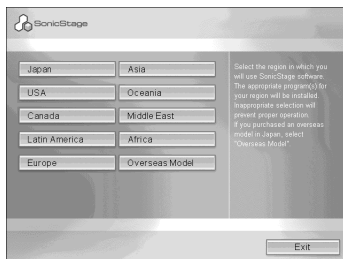 SonicStage
Japan
Asia
USA
Oceania
Canada
Middle East
Latin America
Africa
Europe
Overseas Model
Select the region in which you
will use SonicStage software.
The appropriate program(s) for
your region will be installed.
Inappropriate selection will
prevent proper operation.
If you purchased an overseas
model in Japan, select
"Overseas Model"
Exit